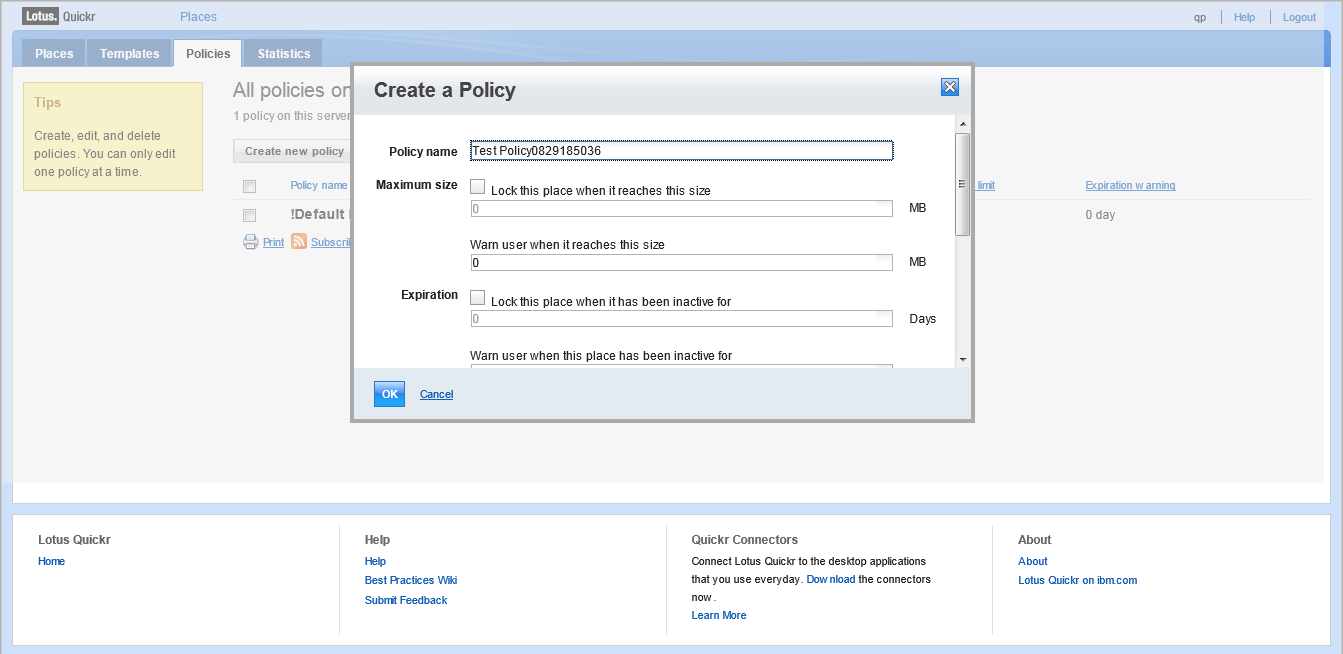 Lotus. Quickr
Places
qp
Help
Logout
Places
Templates
Policies
Statistics
Tips
Create, edit, and delete
policies. You can only edit
one policy at a time.
All policies on
1 policy on this server
Create new policy
Policy name
limit
Expiration warning
!Default
0 day
Print
Create a Policy
Policy name
Test Policy0829185036
Maximum size
Lock this place when it reaches this size
0
MB
Warn user when it reaches this size
0
MB
Expiration
Lock this place when it has been inactive for
0
Days
Warn user when this place has been inactive for
OK
Cancel
Lotus Quickr
Home
Help
Help
Best Practices Wiki
Submit Feedback
Quickr Connectors
Connect Lotus Quickr to the desktop applications
that you use everyday. Download the connectors
now.
Learn More
About
About
Lotus Quickr on ibm.com